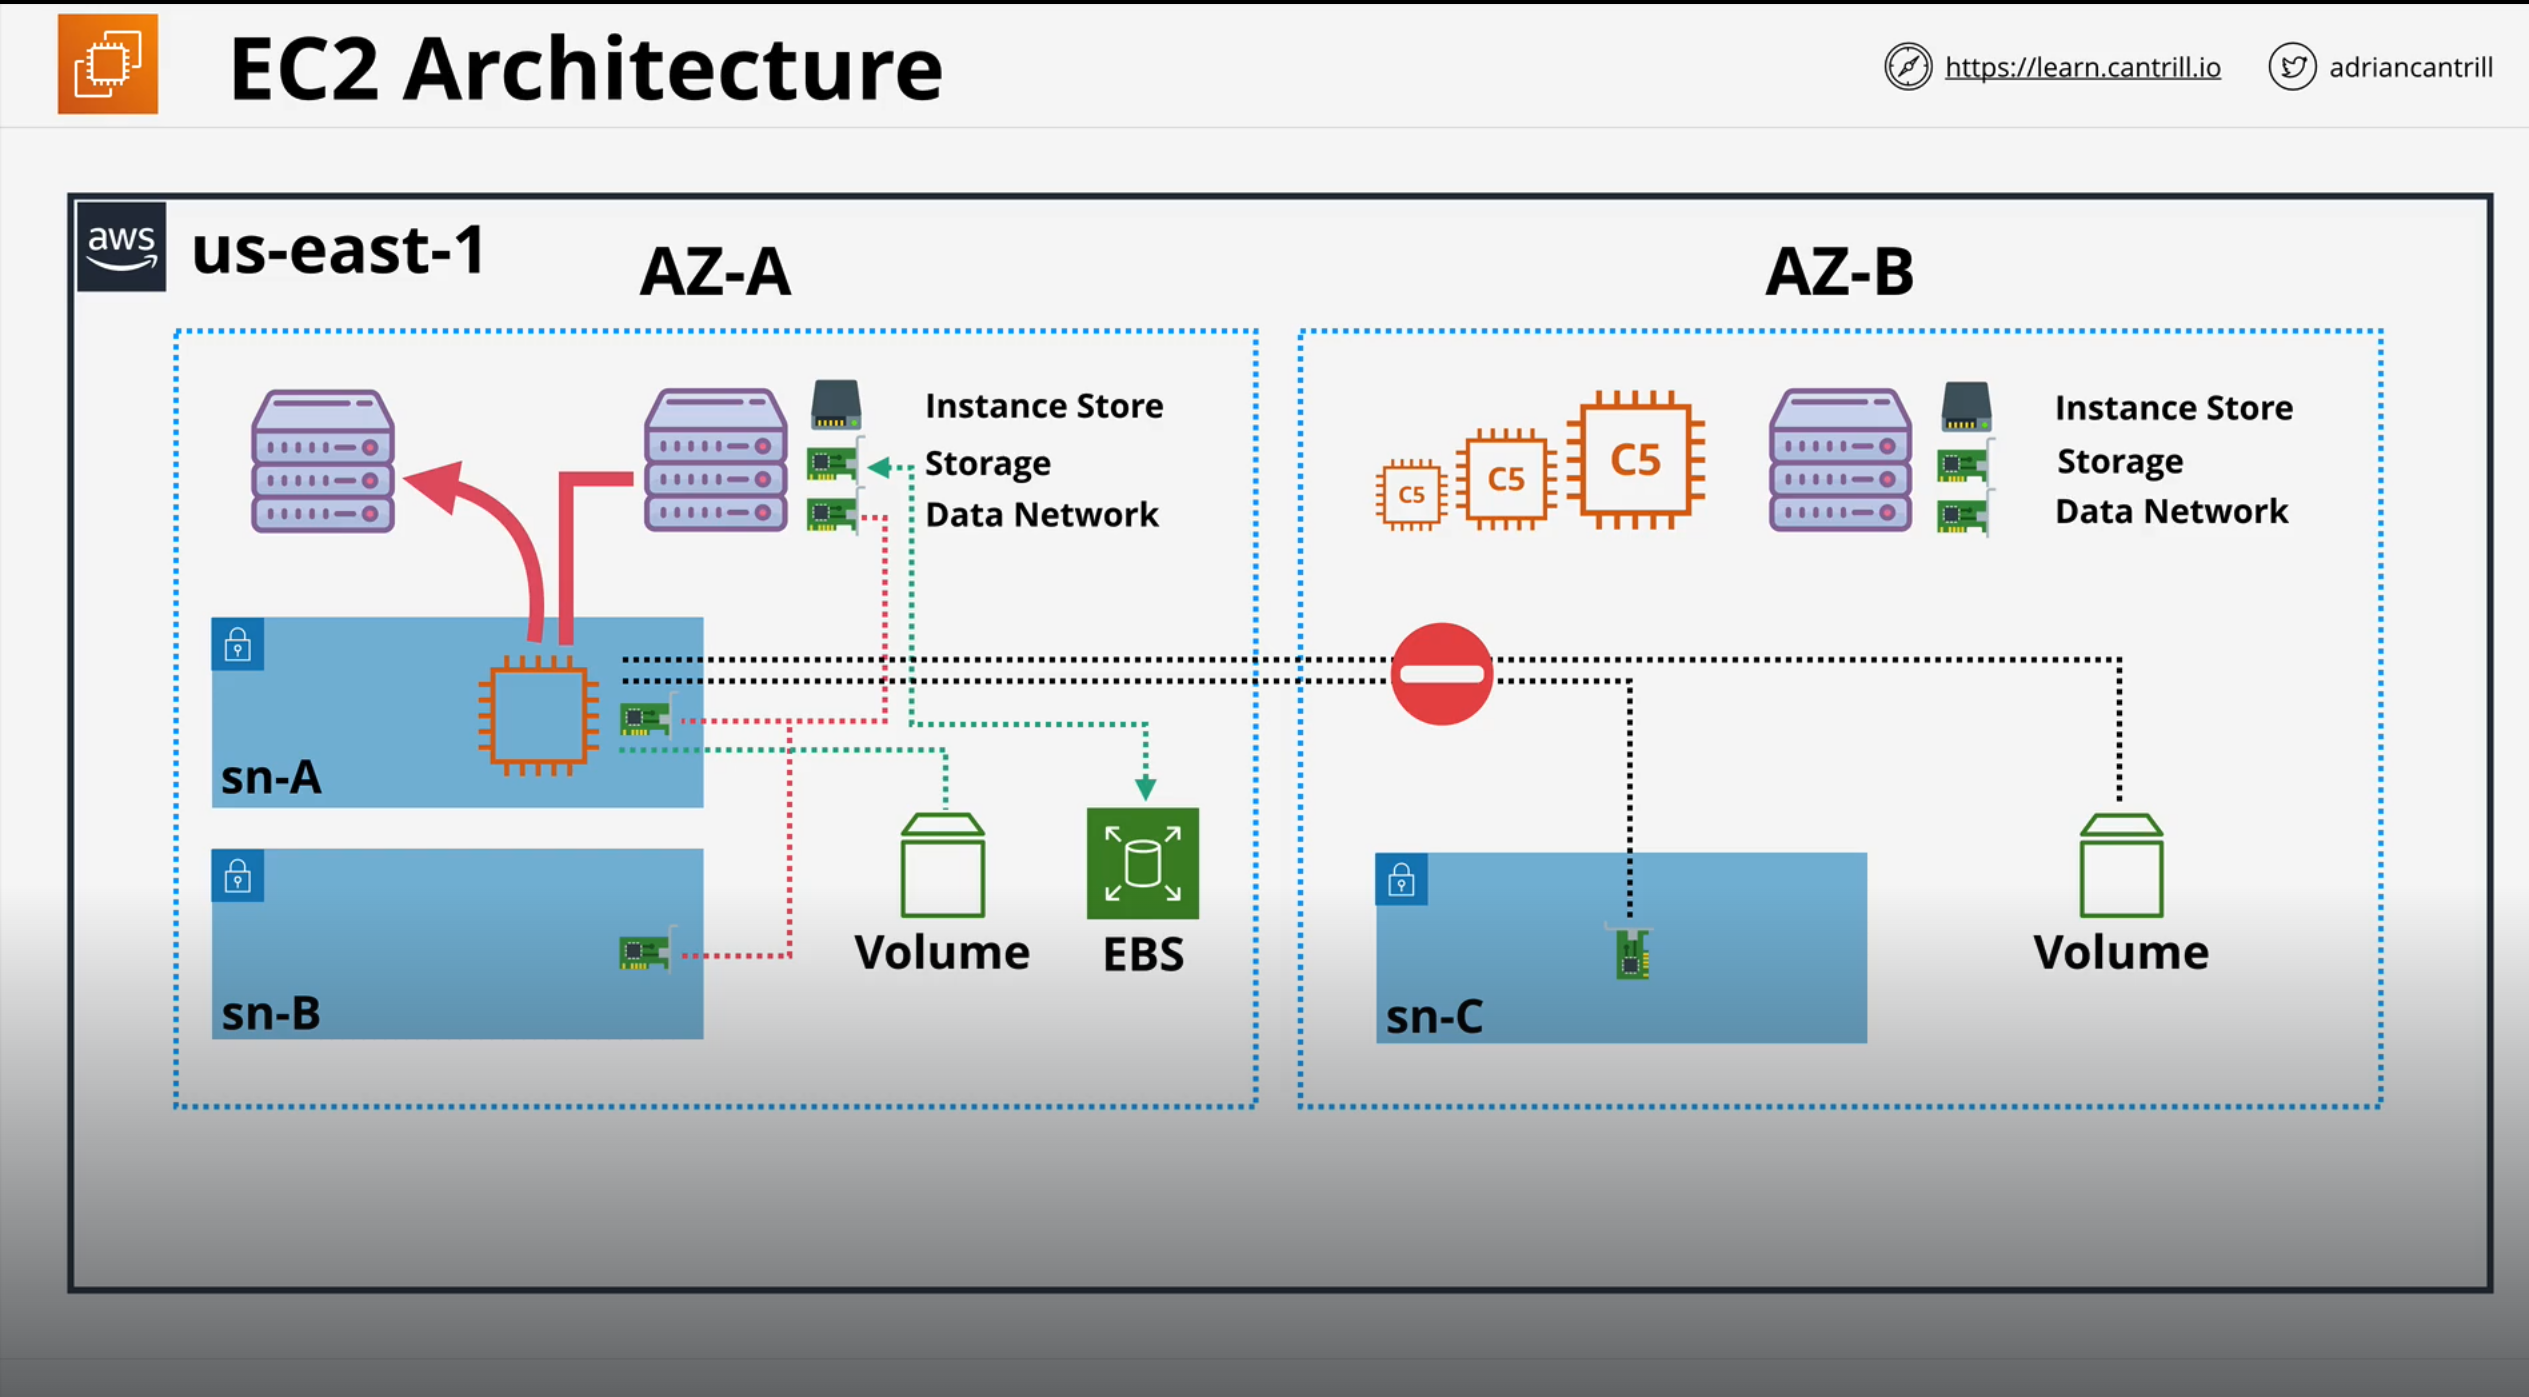 EC2 Architecture
https://learn.cantrill.io
adriancantrill
aws
us-east-1
AZ-A
AZ-B
Instance Store
Storage
Data Network
C5
C5
C5
Instance Store
Storage
Data Network
sn-A
sn-B
Volume
EBS
sn-C
Volume